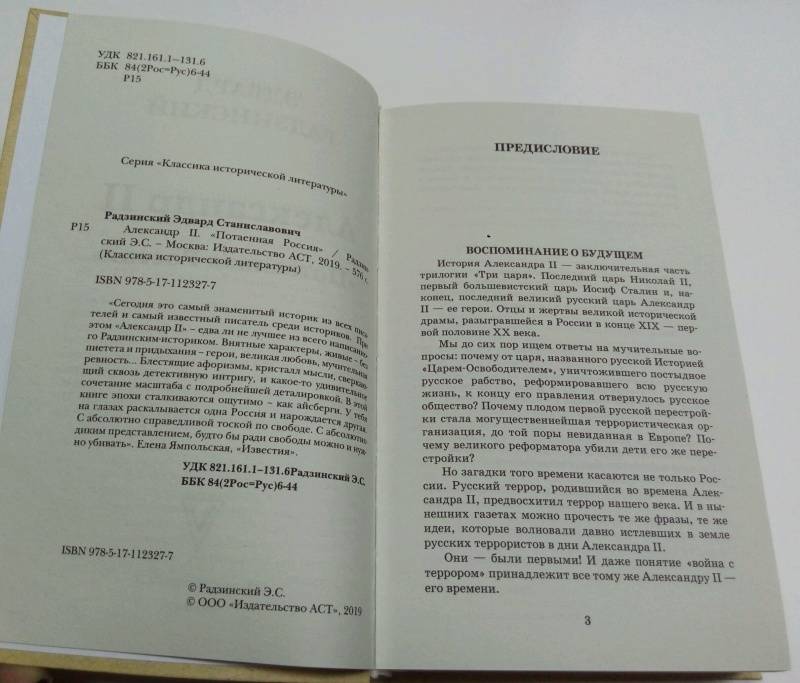 УДК 821.161.1–131.6
ББК 84(2Рос=Рус)6-44
Р15
Серия «Классика исторической литературы»
Радзинский Эдвард Станиславович
Р15 Александр II. «Потаенная Россия» / Радзин-
ский Э.С. – Москва: Издательство АСТ, 2019. – 576 с.
(Классика исторической литературы)
ISBN 978-5-17-112327-7
«Сегодня это самый знаменитый историк из всех писа-
телей и самый известный писатель среди историков. При
этом «Александр II» – едва ли не лучшее из всего написанно-
го Радзинским-историком. Внятные характеры, живые – без
пиетета и придыхания – герои, великая любовь, мучительная
ревность... Блестящие афоризмы, кристалл мысли, сверкаю-
щий сквозь детективную интригу, и какое-то удивительное
сочетание масштаба с подробнейшей деталировкой. В этой
книге эпохи сталкиваются ощутимо – как айсберги. У тебя
на глазах раскалывается одна Россия и нарождается другая.
С абсолютно справедливой тоской по свободе. С абсолютно
диким представлением, будто бы ради свободы можно и нуж-
но убивать». Елена Ямпольская, «Известия».
УДК 821.161.1–131.6Радзинский Э.С.
ББК 84(2Рос=Рус)6-44
ISBN 978-5-17-112327-7
© Радзинский Э.С.
© ООО «Издательство АСТ», 2019
ПРЕДИСЛОВИЕ
ВОСПОМИНАНИЕ О БУДУЩЕМ
История Александра II — заключительная часть
трилогии «Три царя». Последний царь Николай II,
первый большевистский царь Иосиф Сталин и, на-
конец, последний великий русский царь Александр
II — ее герои. Отцы и жертвы великой исторической
драмы, разыгравшейся в России в конце XIX — пер-
вой половине XX века.
Мы до сих пор ищем ответы на мучительные во-
просы: почему от царя, названного русской Историей
«Царем-Освободителем», уничтожившего постыдное
русское рабство, реформировавшего всю русскую
жизнь, к концу его правления отвернулось русское
общество? Почему плодом первой русской перестрой-
ки стала могущественнейшая террористическая ор-
ганизация, до той поры невиданная в Европе? По-
чему великого реформатора убили дети его же пере-
стройки?
Но загадки того времени касаются не только Рос-
сии. Русский террор, родившийся во времена Алек-
сандра II, предвосхитил террор нашего века. И в ны-
нешних газетах можно прочесть те же фразы, те же
идеи, которые волновали давно истлевших в земле
русских террористов в дни Александра II.
Они — были первыми! И даже понятие «война с
террором» принадлежит все тому же Александру II —
его времени.
3